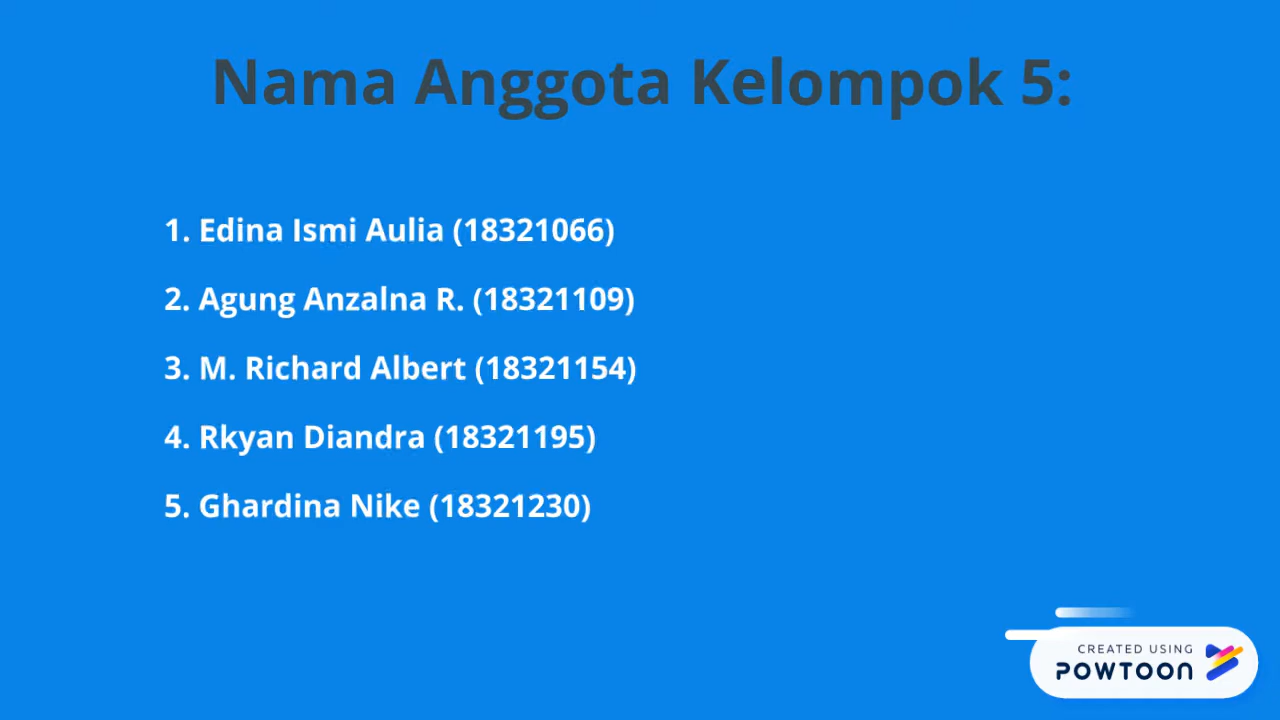 Nama Anggota Kelompok 5:
1. Edina Ismi Aulia (18321066)
2. Agung Anzalna R. (18321109)
3. M. Richard Albert (18321154)
4. Rkyan Diandra (18321195)
5. Ghardina Nike (18321230)
CREATED USING
POWTOON